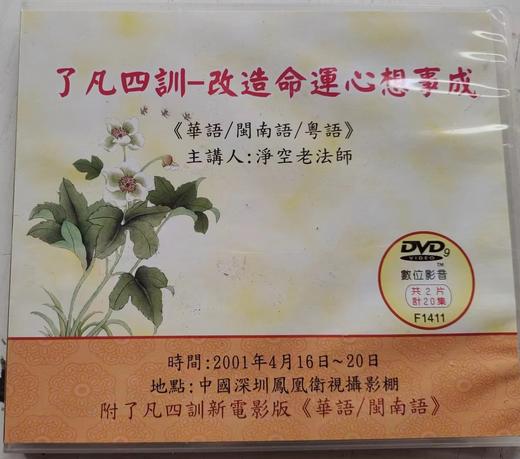 了凡四訓-改造命運心想事成
《華語/閩南語/粵語》
主講人:淨空老法師
DVD9
VIDEO
TM
數位影音
共2片
計20集
F1411
時間:2001年4月16日~20日
地點:中國深圳鳳凰衛視攝影棚
附了凡四訓新電影版《華語/閩南語》